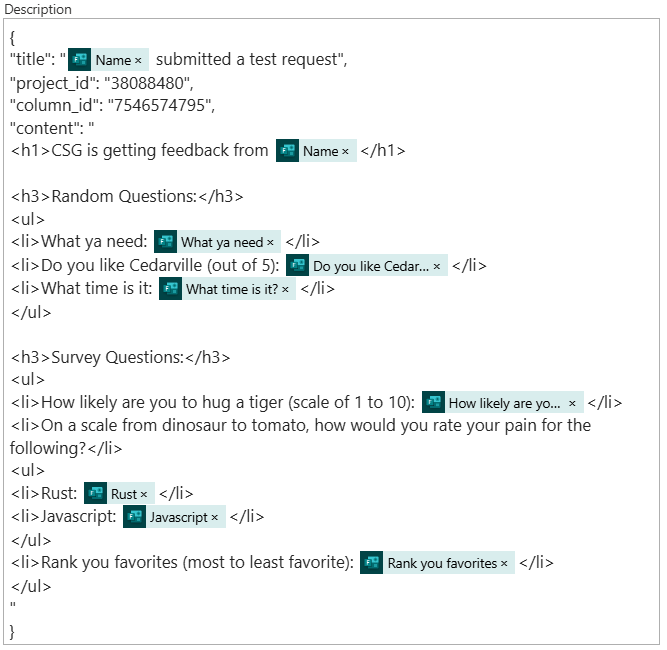 Description
{
"title": " Name × submitted a test request",
"project_id": "38088480",
"column_id": "7546574795",
"content": "
<h1>CSG is getting feedback from Name × </h1>
<h3>Random Questions:</h3>
<ul>
<li>What ya need: What ya need × </li>
<li>Do you like Cedarville (out of 5): Do you like Cedar... × </li>
<li>What time is it: What time is it? × </li>
</ul>
<h3>Survey Questions:</h3>
<ul>
<li>How likely are you to hug a tiger (scale of 1 to 10): How likely are yo... × </li>
<li>On a scale from dinosaur to tomato, how would you rate your pain for the
following?</li>
<ul>
<li>Rust: Rust × </li>
<li>Javascript: Javascript × </li>
</ul>
<li>Rank you favorites (most to least favorite): Rank you favorites × </li>
</ul>
"
}